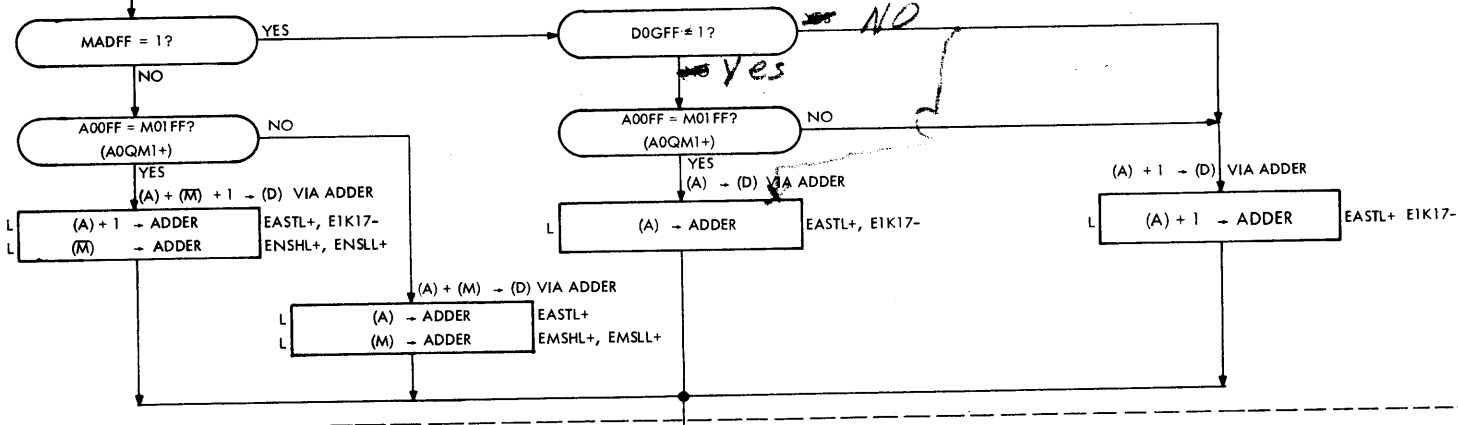 MADFF = 1?
YES
D0GFF ≠ 1?
NO
NO
Yes
A00FF = M01FF?
(A0QM1+)
NO
A00FF = M01FF?
(A0QM1+)
NO
YES
(A) + (M̅) + 1 → (D) VIA ADDER
YES
(A) → (D) VIA ADDER
(A) + 1 → (D) VIA ADDER
L (A) + 1 → ADDER EASTL+, E1K17-
L (M̅) → ADDER ENSHL+, ENSLL+
L (A) → ADDER EASTL+, E1K17-
L (A) + 1 → ADDER EASTL+ E1K17-
(A) + (M) → (D) VIA ADDER
L (A) → ADDER EASTL+
L (M) → ADDER EMSHL+, EMSLL+